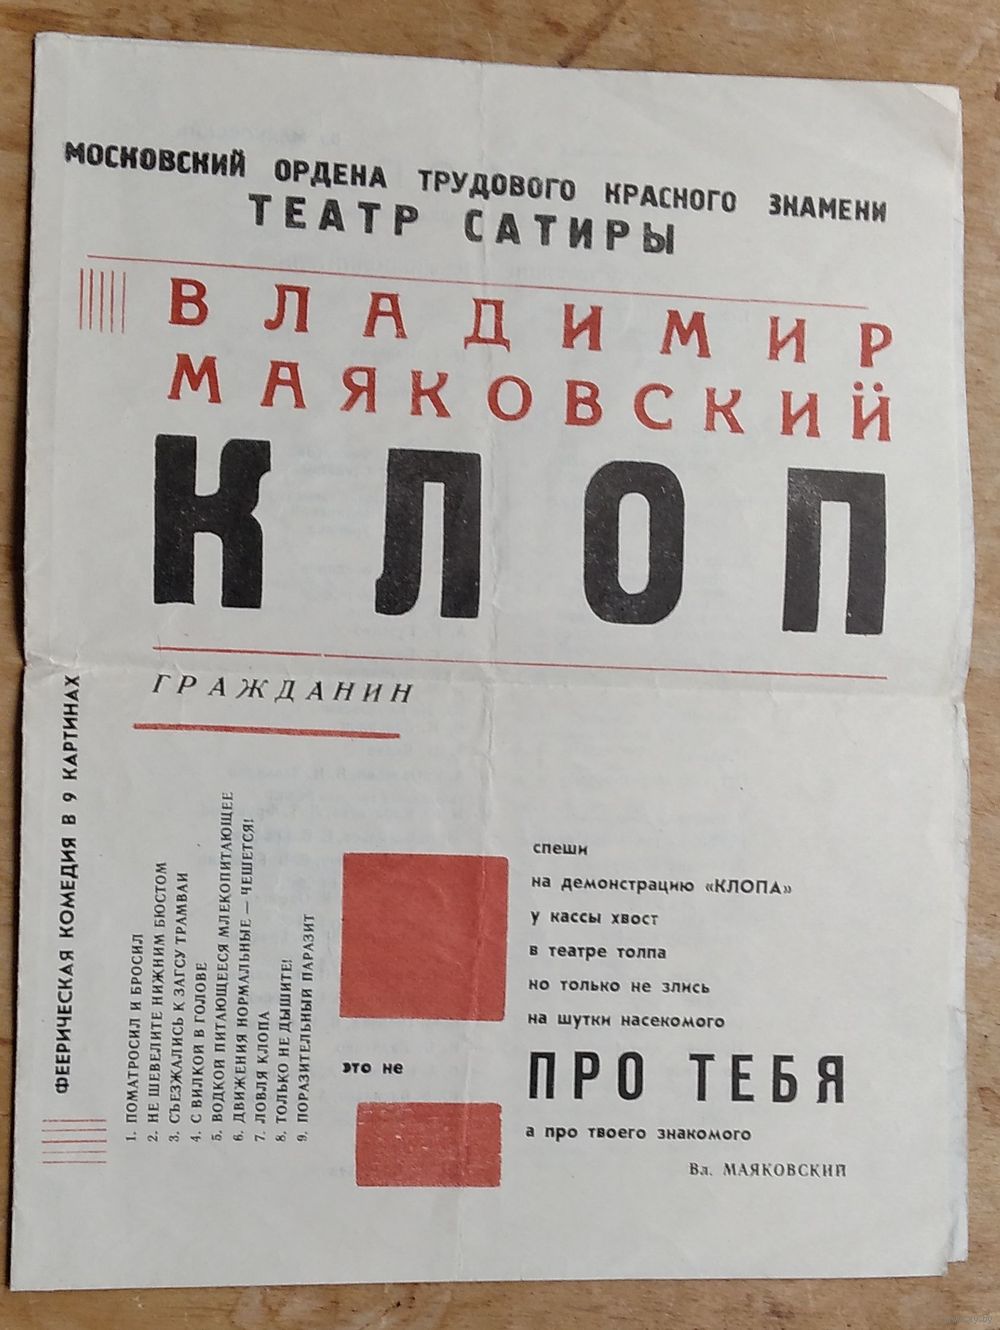 МОСКОВСКИЙ ОРДЕНА ТРУДОВОГО КРАСНОГО ЗНАМЕНИ
ТЕАТР САТИРЫ
ВЛАДИМИР
МАЯКОВСКИЙ
КЛОП
ГРАЖДАНИН
ФЕЕРИЧЕСКАЯ КОМЕДИЯ В 9 КАРТИНАХ
1. ПОМАТРОСИЛ И БРОСИЛ
2. НЕ ШЕВЕЛИТЕ НИЖНИМ БЮСТОМ
3. СЪЕЗЖАЛИСЬ К ЗАГСУ ТРАМВАИ
4. С ВИЛКОЙ В ГОЛОВЕ
5. ВОДКОЙ ПИТАЮЩЕЕСЯ МЛЕКОПИТАЮЩЕЕ
6. ДВИЖЕНИЯ НОРМАЛЬНЫЕ — ЧЕШЕТСЯ!
7. ЛОВЛЯ КЛОПА
8. ТОЛЬКО НЕ ДЫШИТЕ!
9. ПОРАЗИТЕЛЬНЫЙ ПАРАЗИТ
спеши
на демонстрацию «КЛОПА»
у кассы хвост
в театре толпа
но только не злись
на шутки насекомого
это не ПРО ТЕБЯ
а про твоего знакомого
Вл. МАЯКОВСКИЙ